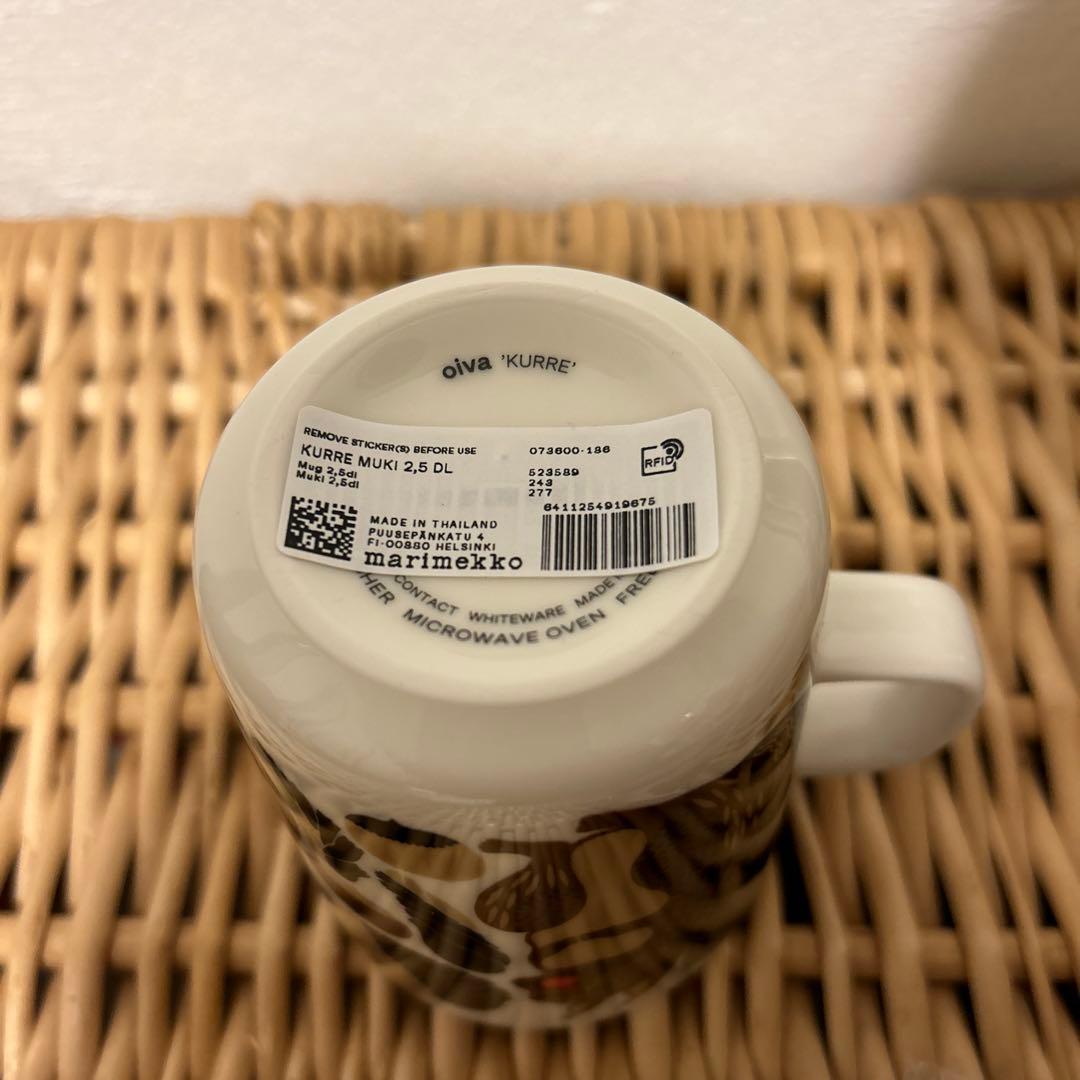 oiva 'KURRE'
REMOVE STICKER(S) BEFORE USE
KURRE MUKI 2,5 DL
Mug 2,5dl
Muki 2,5dl
073600-186
523589
243
277
RFID
6411254919675
MADE IN THAILAND
PUUSEPÄNKATU 4
FI-00880 HELSINKI
marimekko
CONTACT WHITEWARE MADE
MICROWAVE OVEN